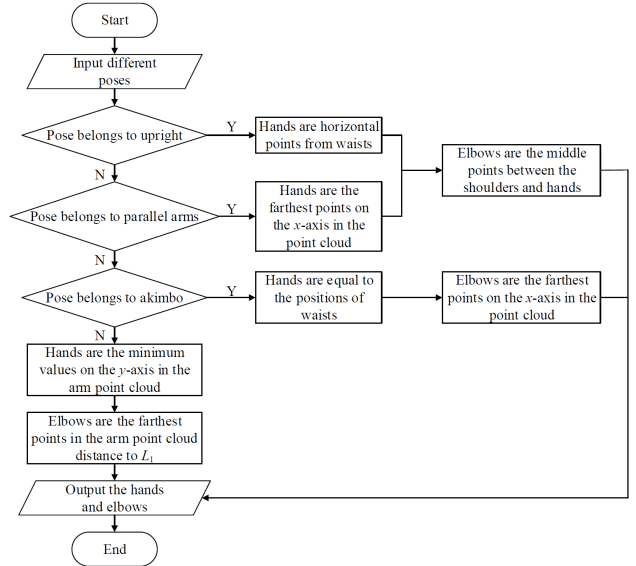 Start
Input different
poses
Pose belongs to upright
Y
Hands are horizontal
points from waists
Elbows are the middle
points between the
shoulders and hands
N
Pose belongs to parallel arms
Y
Hands are the
farthest points on
the x-axis in the
point cloud
N
Pose belongs to akimbo
Y
Hands are equal to
the positions of
waists
Elbows are the farthest
points on the x-axis in the
point cloud
N
Hands are the minimum
values on the y-axis in the
arm point cloud
Elbows are the farthest
points in the arm point cloud
distance to L₁
Output the hands
and elbows
End